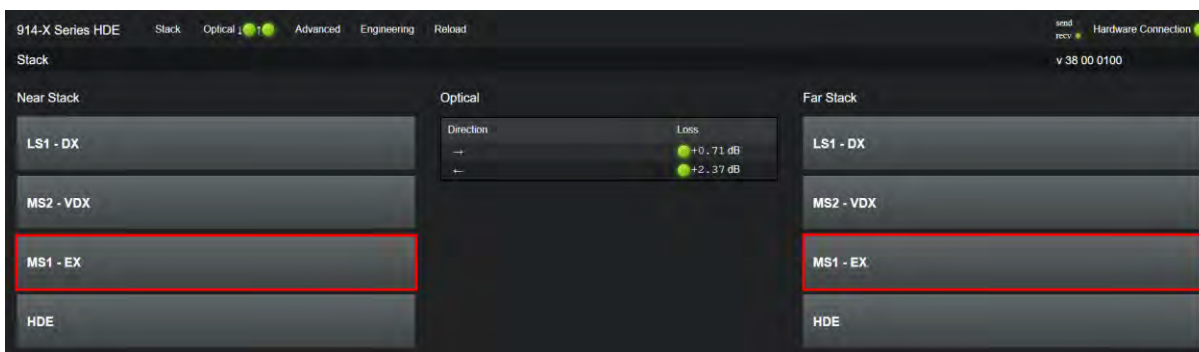 914-X Series HDE Stack Optical ↓ ↑ Advanced Engineering Reload send recv Hardware Connection
Stack v 38 00 0100
Near Stack Optical Far Stack
LS1 - DX Direction Loss LS1 - DX
→ +0.71 dB
← +2.37 dB
MS2 - VDX MS2 - VDX
MS1 - EX MS1 - EX
HDE HDE